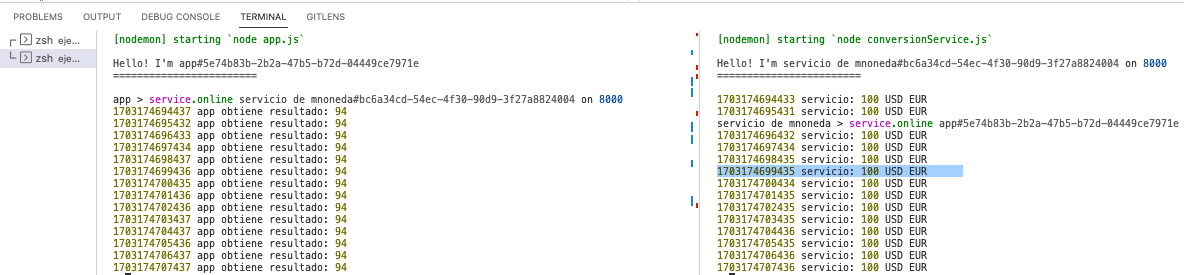 PROBLEMS OUTPUT DEBUG CONSOLE TERMINAL GITLENS
zsh eje...
zsh eje...
[nodemon] starting `node app.js`
Hello! I'm app#5e74b83b-2b2a-47b5-b72d-04449ce7971e
========================
app > service.online servicio de mnoneda#bc6a34cd-54ec-4f30-90d9-3f27a8824004 on 8000
1703174694437 app obtiene resultado: 94
1703174695432 app obtiene resultado: 94
1703174696433 app obtiene resultado: 94
1703174697434 app obtiene resultado: 94
1703174698437 app obtiene resultado: 94
1703174699436 app obtiene resultado: 94
1703174700435 app obtiene resultado: 94
1703174701436 app obtiene resultado: 94
1703174702436 app obtiene resultado: 94
1703174703437 app obtiene resultado: 94
1703174704437 app obtiene resultado: 94
1703174705436 app obtiene resultado: 94
1703174706437 app obtiene resultado: 94
1703174707437 app obtiene resultado: 94
[nodemon] starting `node conversionService.js`
Hello! I'm servicio de mnoneda#bc6a34cd-54ec-4f30-90d9-3f27a8824004 on 8000
========================
1703174694433 servicio: 100 USD EUR
1703174695431 servicio: 100 USD EUR
servicio de mnoneda > service.online app#5e74b83b-2b2a-47b5-b72d-04449ce7971e
1703174696432 servicio: 100 USD EUR
1703174697434 servicio: 100 USD EUR
1703174698435 servicio: 100 USD EUR
1703174699435 servicio: 100 USD EUR
1703174700434 servicio: 100 USD EUR
1703174701435 servicio: 100 USD EUR
1703174702435 servicio: 100 USD EUR
1703174703435 servicio: 100 USD EUR
1703174704436 servicio: 100 USD EUR
1703174705435 servicio: 100 USD EUR
1703174706436 servicio: 100 USD EUR
1703174707436 servicio: 100 USD EUR